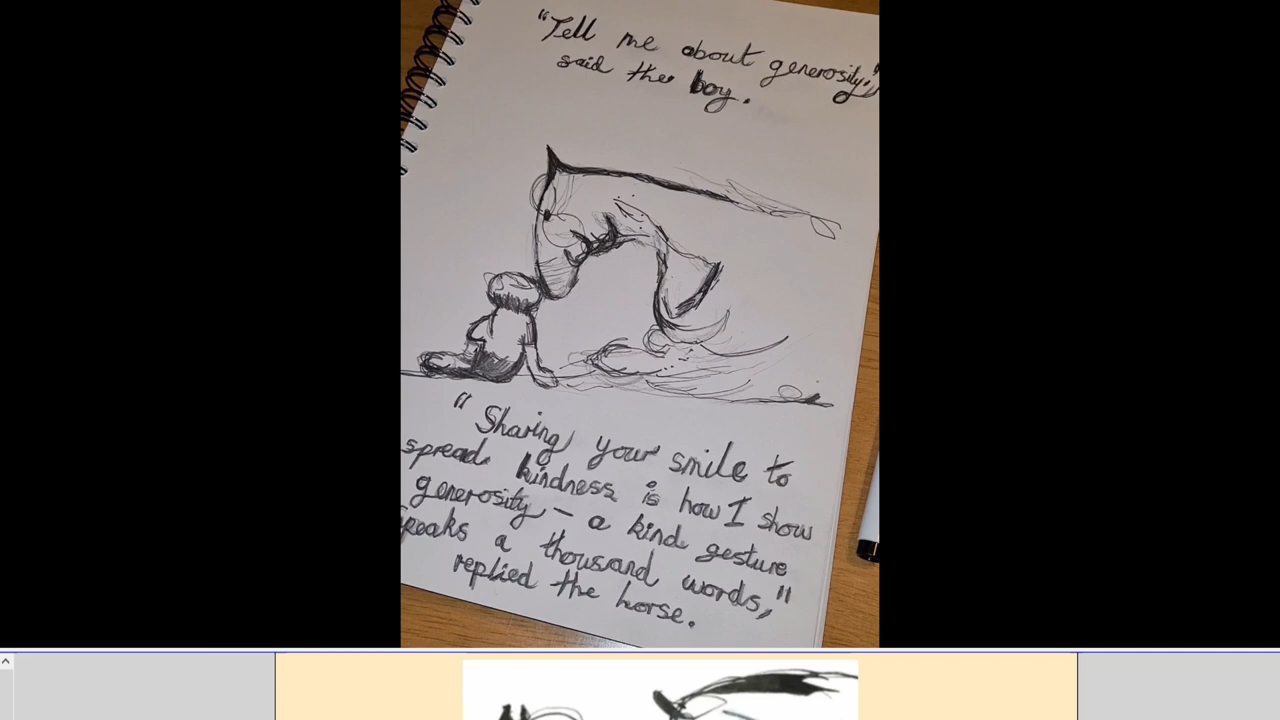 "Tell me about generosity,"
said the boy.
"Sharing your smile to
spread kindness is how I show
generosity – a kind gesture
speaks a thousand words,"
replied the horse.